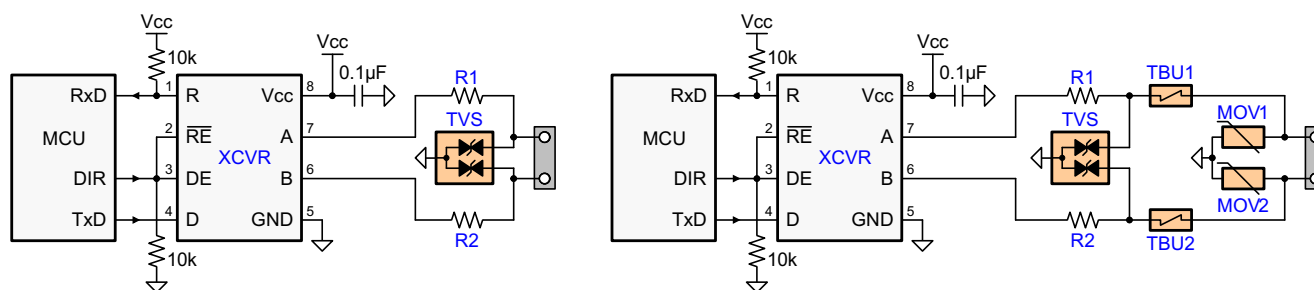 Vcc
10k
Vcc
0.1µF
RxD
1
R
Vcc
8
R1
MCU
2
RE
A
7
TVS
XCVR
DIR
3
DE
B
6
TxD
4
D
GND
5
R2
10k
Vcc
10k
Vcc
0.1µF
RxD
1
R
Vcc
8
R1
TBU1
MCU
2
RE
A
7
TVS
MOV1
XCVR
DIR
3
DE
B
6
MOV2
TxD
4
D
GND
5
R2
TBU2
10k